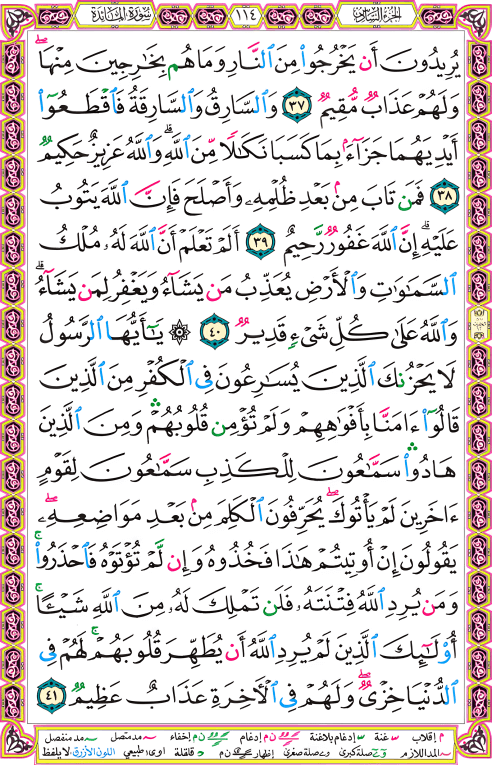 الجزء السادس ١١٤ سورة المائدة
يُرِيدُونَ أَن يَخْرُجُوا۟ مِنَ ٱلنَّارِ وَمَا هُم بِخَـٰرِجِينَ مِنْهَا ۖ
وَلَهُمْ عَذَابٌ مُّقِيمٌ ٣٧ وَٱلسَّارِقُ وَٱلسَّارِقَةُ فَٱقْطَعُوٓا۟
أَيْدِيَهُمَا جَزَآءًۢ بِمَا كَسَبَا نَكَـٰلًا مِّنَ ٱللَّهِ ۗ وَٱللَّهُ عَزِيزٌ حَكِيمٌ
٣٨ فَمَن تَابَ مِنۢ بَعْدِ ظُلْمِهِۦ وَأَصْلَحَ فَإِنَّ ٱللَّهَ يَتُوبُ
عَلَيْهِ ۗ إِنَّ ٱللَّهَ غَفُورٌ رَّحِيمٌ ٣٩ أَلَمْ تَعْلَمْ أَنَّ ٱللَّهَ لَهُۥ مُلْكُ
ٱلسَّمَـٰوَٰتِ وَٱلْأَرْضِ يُعَذِّبُ مَن يَشَآءُ وَيَغْفِرُ لِمَن يَشَآءُ ۗ
وَٱللَّهُ عَلَىٰ كُلِّ شَىْءٍ قَدِيرٌ ٤٠ ۞ يَـٰٓأَيُّهَا ٱلرَّسُولُ
لَا يَحْزُنكَ ٱلَّذِينَ يُسَـٰرِعُونَ فِى ٱلْكُفْرِ مِنَ ٱلَّذِينَ
قَالُوٓا۟ ءَامَنَّا بِأَفْوَٰهِهِمْ وَلَمْ تُؤْمِن قُلُوبُهُمْ ۛ وَمِنَ ٱلَّذِينَ
هَادُوا۟ ۛ سَمَّـٰعُونَ لِلْكَذِبِ سَمَّـٰعُونَ لِقَوْمٍ
ءَاخَرِينَ لَمْ يَأْتُوكَ ۖ يُحَرِّفُونَ ٱلْكَلِمَ مِنۢ بَعْدِ مَوَاضِعِهِۦ ۖ
يَقُولُونَ إِنْ أُوتِيتُمْ هَـٰذَا فَخُذُوهُ وَإِن لَّمْ تُؤْتَوْهُ فَٱحْذَرُوا۟ ۚ
وَمَن يُرِدِ ٱللَّهُ فِتْنَتَهُۥ فَلَن تَمْلِكَ لَهُۥ مِنَ ٱللَّهِ شَيْـًٔا ۚ
أُو۟لَـٰٓئِكَ ٱلَّذِينَ لَمْ يُرِدِ ٱللَّهُ أَن يُطَهِّرَ قُلُوبَهُمْ ۚ لَهُمْ فِى
ٱلدُّنْيَا خِزْىٌ ۖ وَلَهُمْ فِى ٱلْـَٔاخِرَةِ عَذَابٌ عَظِيمٌ ٤١
م إقلاب غنة إدغام بلاغنة ن م إدغام ن م إخفاء مد متصل مد منفصل
المد اللازم صلة كبرى صلة صغرى إظهار ن م قلقلة اوى طبيعي اللون الأزرق لا يلفظ